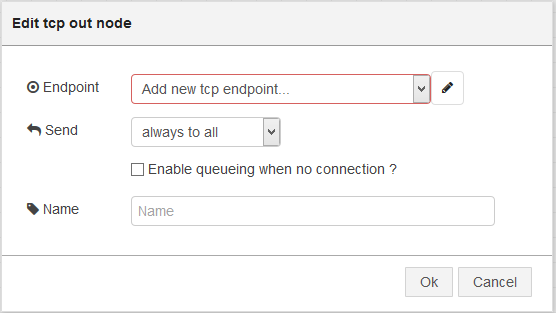 Edit tcp out node
Endpoint Add new tcp endpoint...
Send always to all
Enable queueing when no connection ?
Name Name
Ok Cancel